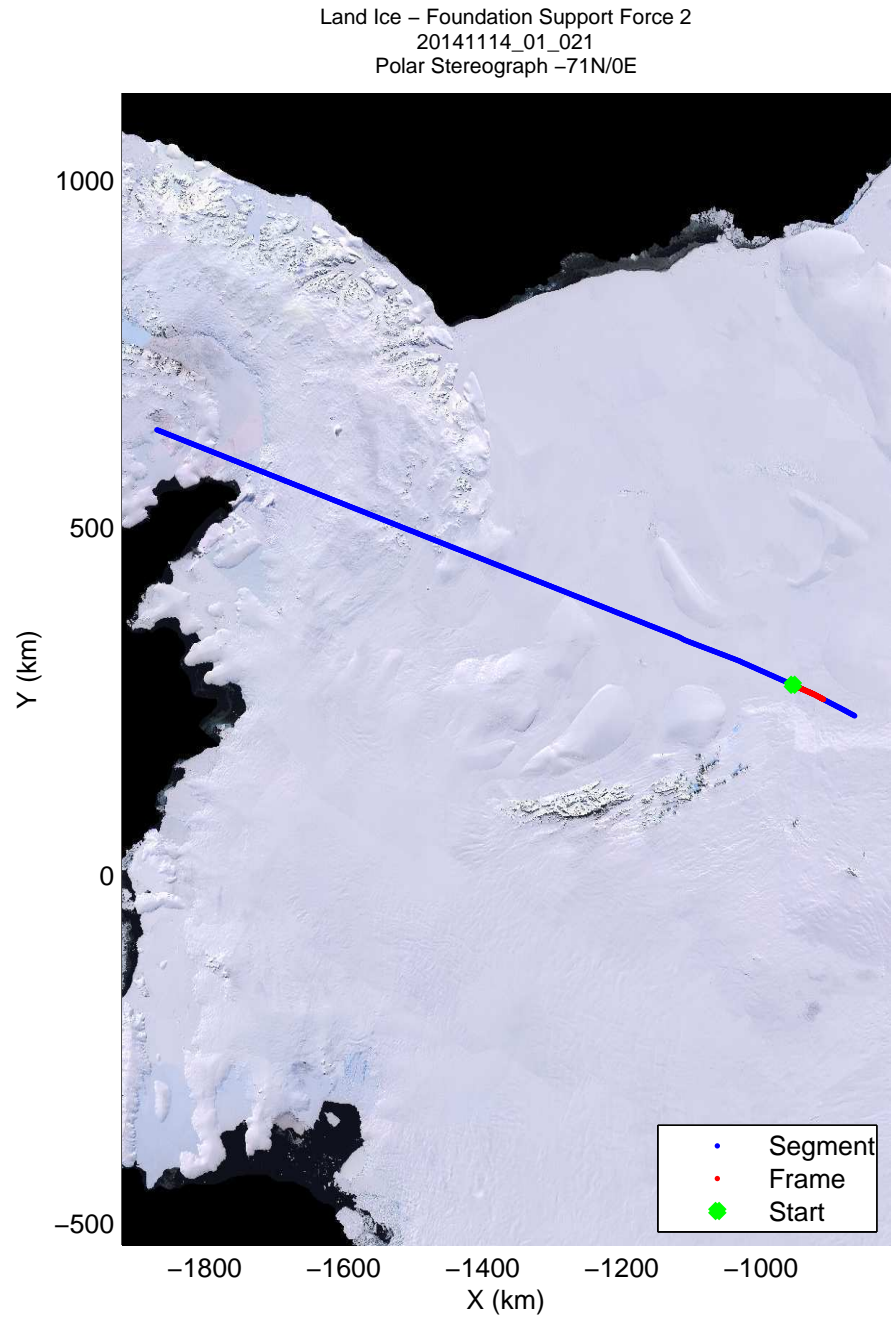 Land Ice – Foundation Support Force 2
20141114_01_021
Polar Stereograph −71N/0E
1000
500
0
−500
Y (km)
−1800
−1600
−1400
−1200
−1000
X (km)
Segment
Frame
Start